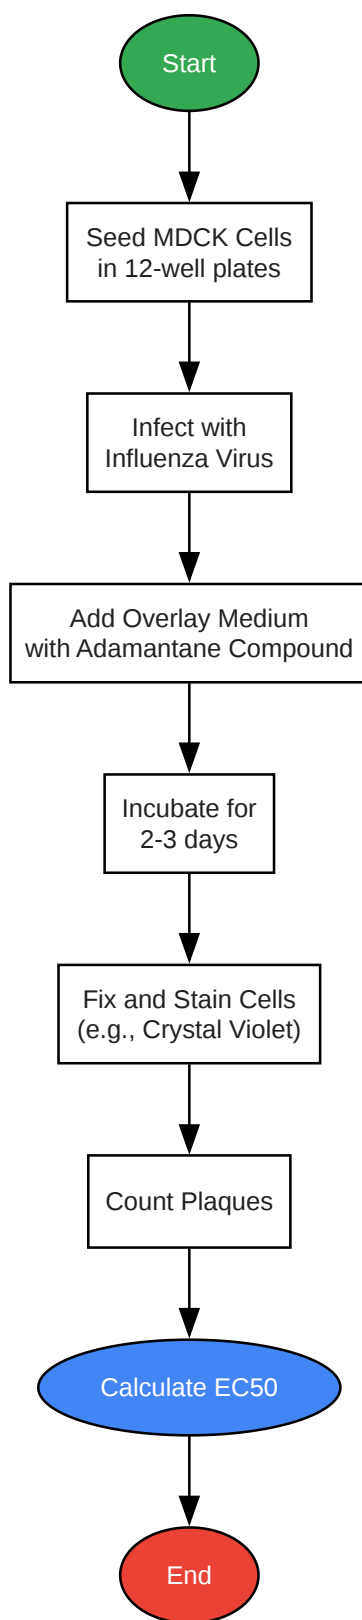 Start
Seed MDCK Cells
in 12-well plates
Infect with
Influenza Virus
Add Overlay Medium
with Adamantane Compound
Incubate for
2-3 days
Fix and Stain Cells
(e.g., Crystal Violet)
Count Plaques
Calculate EC50
End